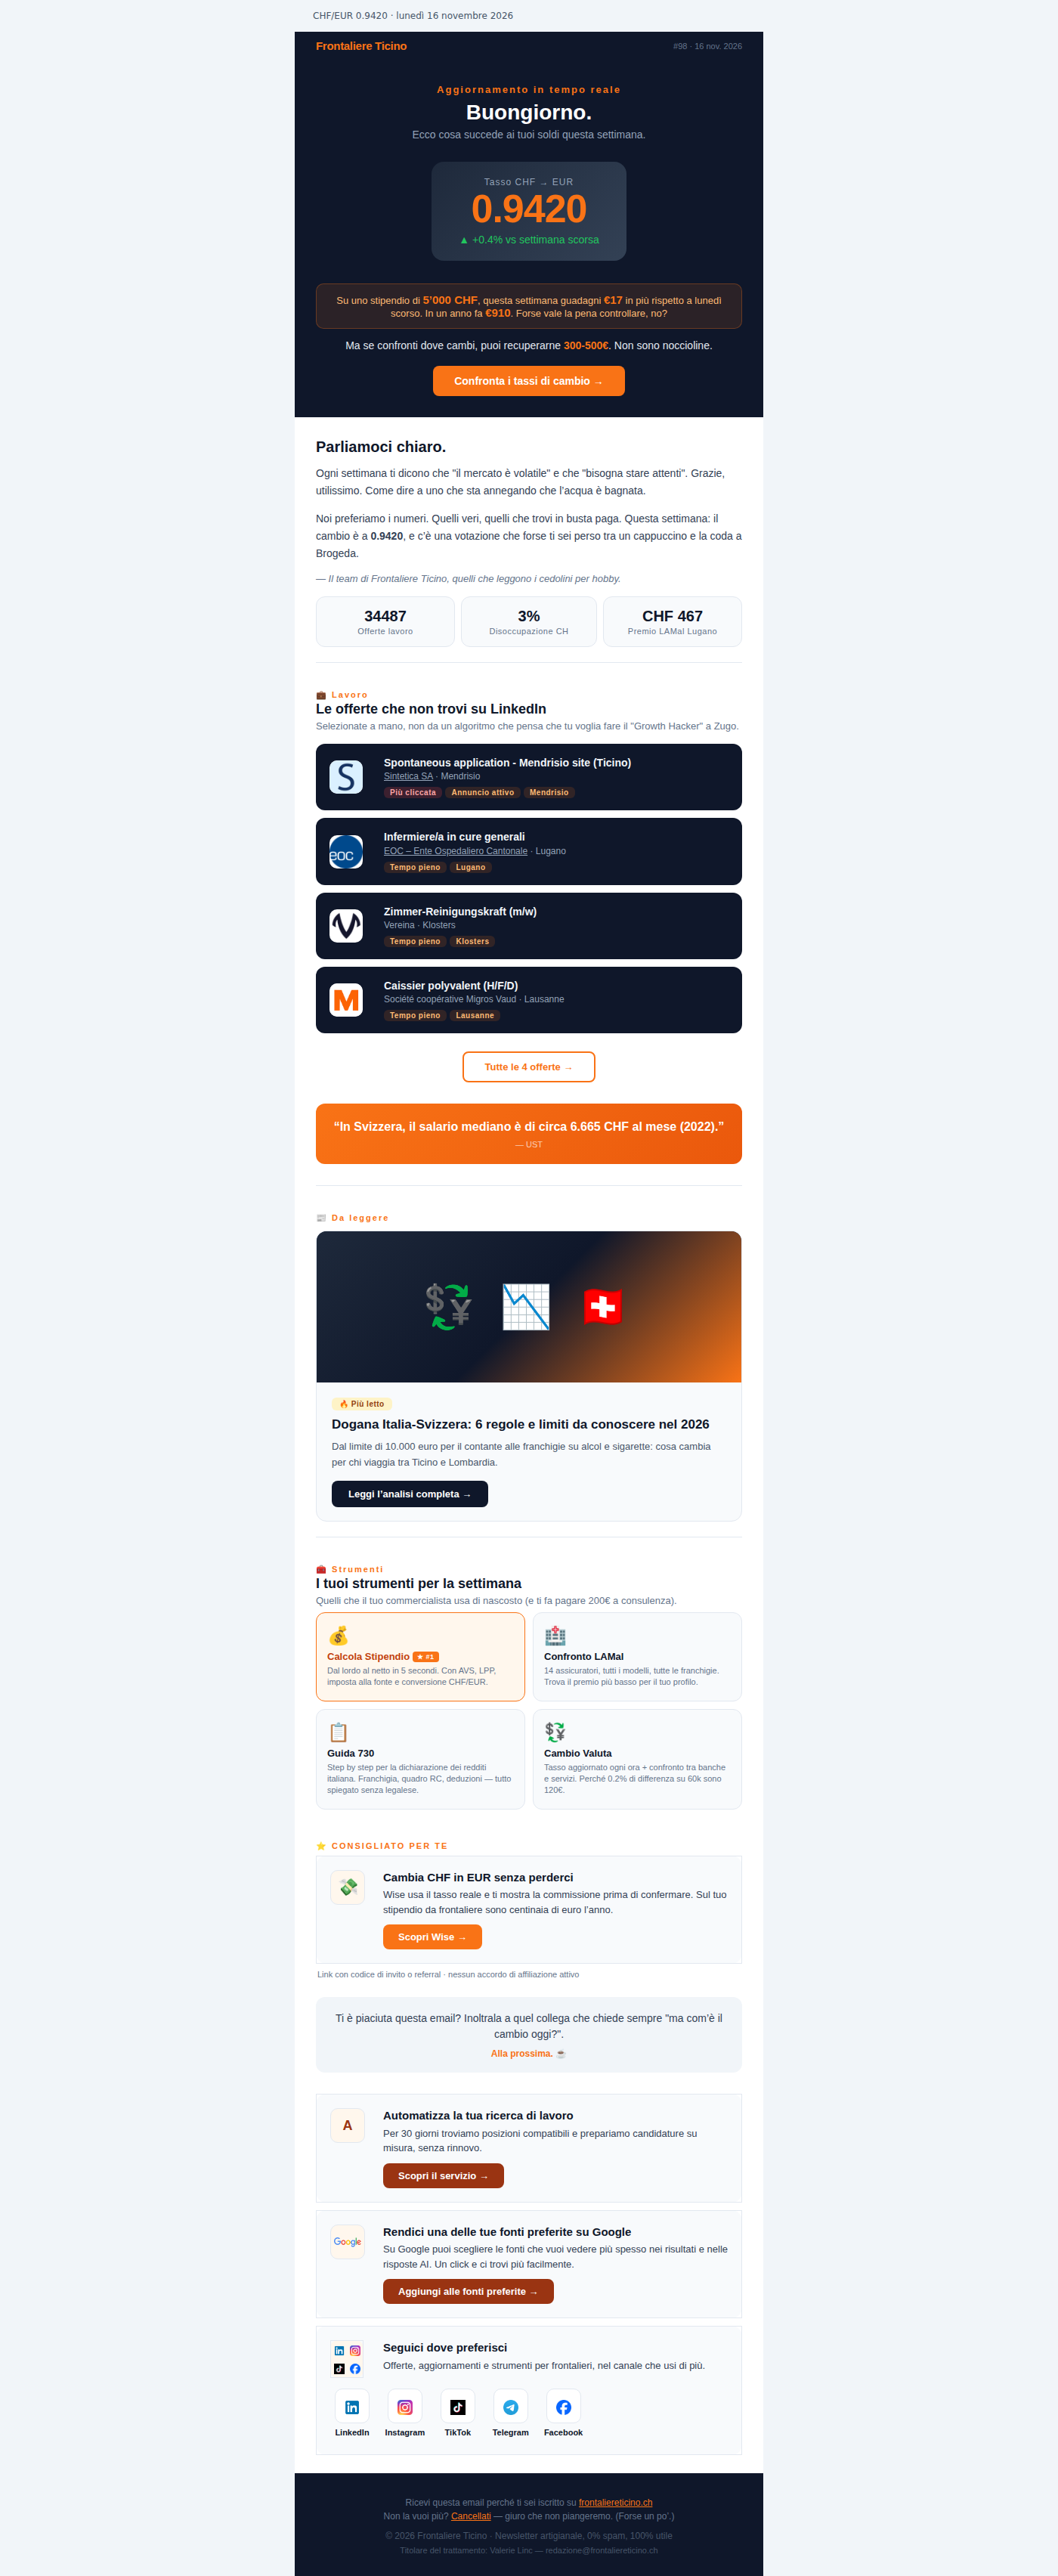 CHF/EUR 0.9420 · lunedì 16 novembre 2026
Frontaliere Ticino
#98 · 16 nov. 2026
Aggiornamento in tempo reale
Buongiorno.
Ecco cosa succede ai tuoi soldi questa settimana.
Tasso CHF → EUR
0.9420
▲ +0.4% vs settimana scorsa
Su uno stipendio di 5’000 CHF, questa settimana guadagni €17 in più rispetto a lunedì
scorso. In un anno fa €910. Forse vale la pena controllare, no?
Ma se confronti dove cambi, puoi recuperarne 300-500€. Non sono noccioline.
Confronta i tassi di cambio →
Parliamoci chiaro.
Ogni settimana ti dicono che "il mercato è volatile" e che "bisogna stare attenti". Grazie,
utilissimo. Come dire a uno che sta annegando che l’acqua è bagnata.
Noi preferiamo i numeri. Quelli veri, quelli che trovi in busta paga. Questa settimana: il
cambio è a 0.9420, e c’è una votazione che forse ti sei perso tra un cappuccino e la coda a
Brogeda.
— Il team di Frontaliere Ticino, quelli che leggono i cedolini per hobby.
34487
Offerte lavoro
3%
Disoccupazione CH
CHF 467
Premio LAMal Lugano
💼 Lavoro
Le offerte che non trovi su LinkedIn
Selezionate a mano, non da un algoritmo che pensa che tu voglia fare il "Growth Hacker" a Zugo.
S
Spontaneous application - Mendrisio site (Ticino)
Sintetica SA · Mendrisio
Più cliccata Annuncio attivo Mendrisio
eoc
Infermiere/a in cure generali
EOC – Ente Ospedaliero Cantonale · Lugano
Tempo pieno Lugano
Zimmer-Reinigungskraft (m/w)
Vereina · Klosters
Tempo pieno Klosters
M
Caissier polyvalent (H/F/D)
Société coopérative Migros Vaud · Lausanne
Tempo pieno Lausanne
Tutte le 4 offerte →
“In Svizzera, il salario mediano è di circa 6.665 CHF al mese (2022).”
— UST
📰 Da leggere
🔥 Più letto
Dogana Italia-Svizzera: 6 regole e limiti da conoscere nel 2026
Dal limite di 10.000 euro per il contante alle franchigie su alcol e sigarette: cosa cambia
per chi viaggia tra Ticino e Lombardia.
Leggi l’analisi completa →
🧰 Strumenti
I tuoi strumenti per la settimana
Quelli che il tuo commercialista usa di nascosto (e ti fa pagare 200€ a consulenza).
Calcola Stipendio ★ #1
Dal lordo al netto in 5 secondi. Con AVS, LPP,
imposta alla fonte e conversione CHF/EUR.
Confronto LAMal
14 assicuratori, tutti i modelli, tutte le franchigie.
Trova il premio più basso per il tuo profilo.
Guida 730
Step by step per la dichiarazione dei redditi
italiana. Franchigia, quadro RC, deduzioni — tutto
spiegato senza legalese.
Cambio Valuta
Tasso aggiornato ogni ora + confronto tra banche
e servizi. Perché 0.2% di differenza su 60k sono
120€.
⭐ CONSIGLIATO PER TE
Cambia CHF in EUR senza perderci
Wise usa il tasso reale e ti mostra la commissione prima di confermare. Sul tuo
stipendio da frontaliere sono centinaia di euro l’anno.
Scopri Wise →
Link con codice di invito o referral · nessun accordo di affiliazione attivo
Ti è piaciuta questa email? Inoltrala a quel collega che chiede sempre "ma com’è il
cambio oggi?".
Alla prossima. ☕
A
Automatizza la tua ricerca di lavoro
Per 30 giorni troviamo posizioni compatibili e prepariamo candidature su
misura, senza rinnovo.
Scopri il servizio →
Google
Rendici una delle tue fonti preferite su Google
Su Google puoi scegliere le fonti che vuoi vedere più spesso nei risultati e nelle
risposte AI. Un click e ci trovi più facilmente.
Aggiungi alle fonti preferite →
Seguici dove preferisci
Offerte, aggiornamenti e strumenti per frontalieri, nel canale che usi di più.
LinkedIn
Instagram
TikTok
Telegram
Facebook
Ricevi questa email perché ti sei iscritto su frontaliereticino.ch
Non la vuoi più? Cancellati — giuro che non piangeremo. (Forse un po’.)
© 2026 Frontaliere Ticino · Newsletter artigianale, 0% spam, 100% utile
Titolare del trattamento: Valerie Linc — redazione@frontaliereticino.ch